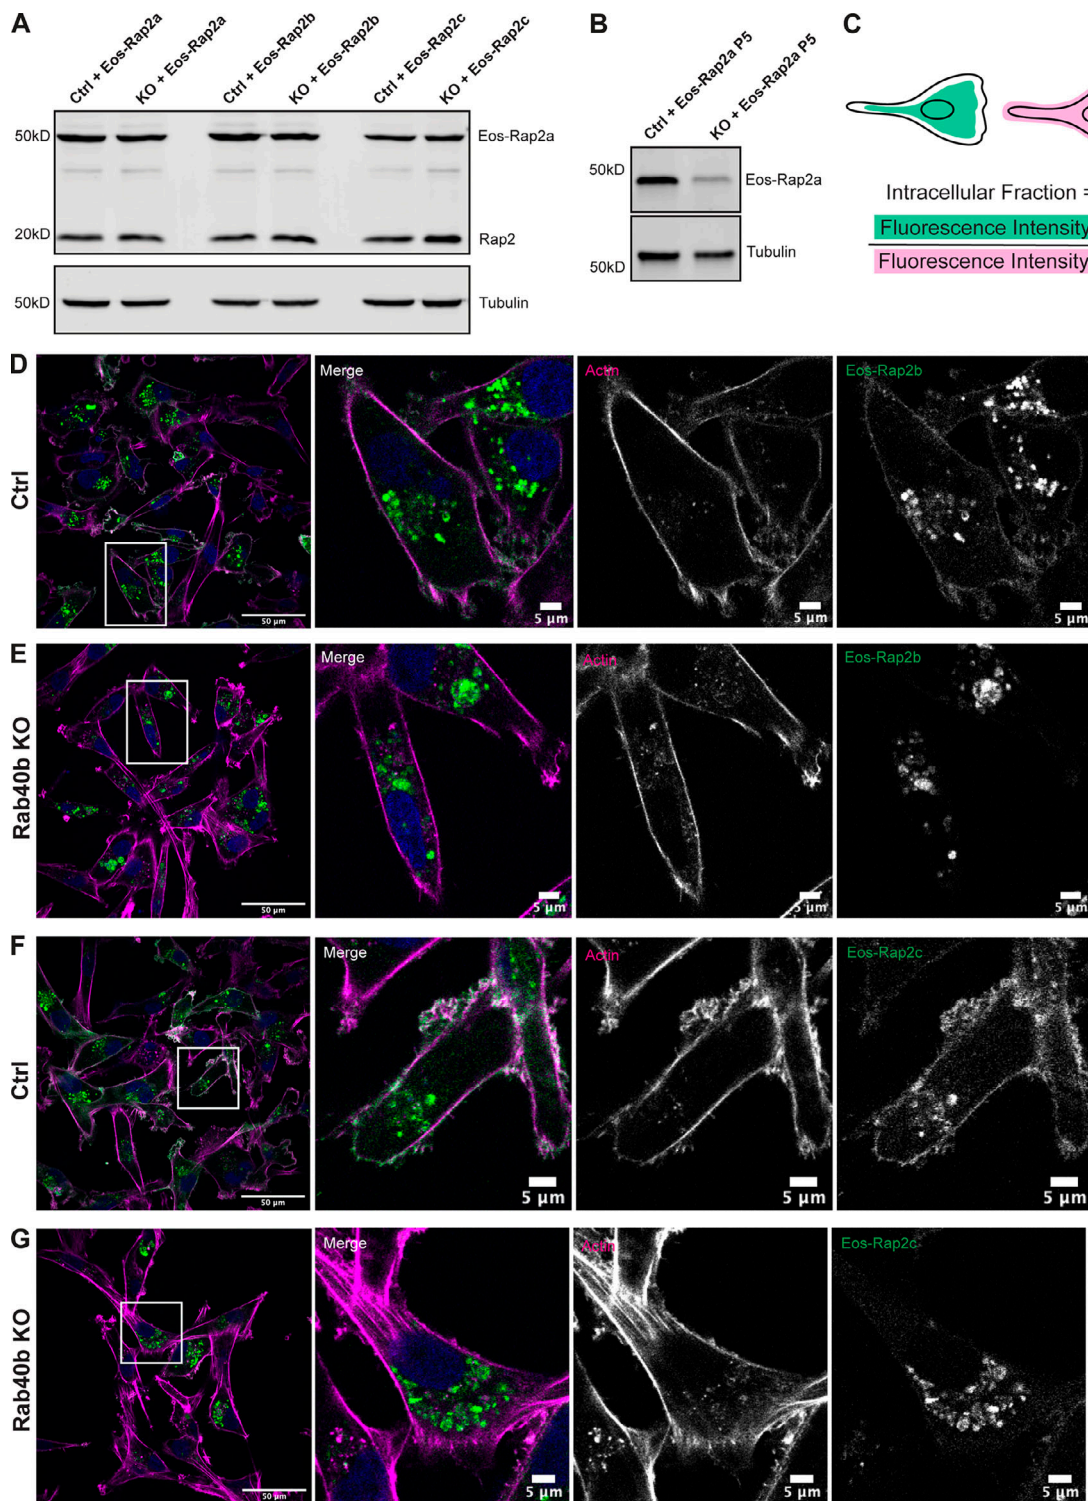 A
Ctrl + Eos-Rap2a
KO + Eos-Rap2a
Ctrl + Eos-Rap2b
KO + Eos-Rap2b
Ctrl + Eos-Rap2c
KO + Eos-Rap2c
50kD
Eos-Rap2a
20kD
Rap2
50kD
Tubulin
B
Ctrl + Eos-Rap2a P5
KO + Eos-Rap2a P5
50kD
Eos-Rap2a
50kD
Tubulin
C
Intracellular Fraction =
Fluorescence Intensity
Fluorescence Intensity
D
Ctrl
50 µm
Merge
5 µm
Actin
5 µm
Eos-Rap2b
5 µm
E
Rab40b KO
50 µm
Merge
5 µm
Actin
5 µm
Eos-Rap2b
5 µm
F
Ctrl
50 µm
Merge
5 µm
Actin
5 µm
Eos-Rap2c
5 µm
G
Rab40b KO
50 µm
Merge
5 µm
Actin
5 µm
Eos-Rap2c
5 µm